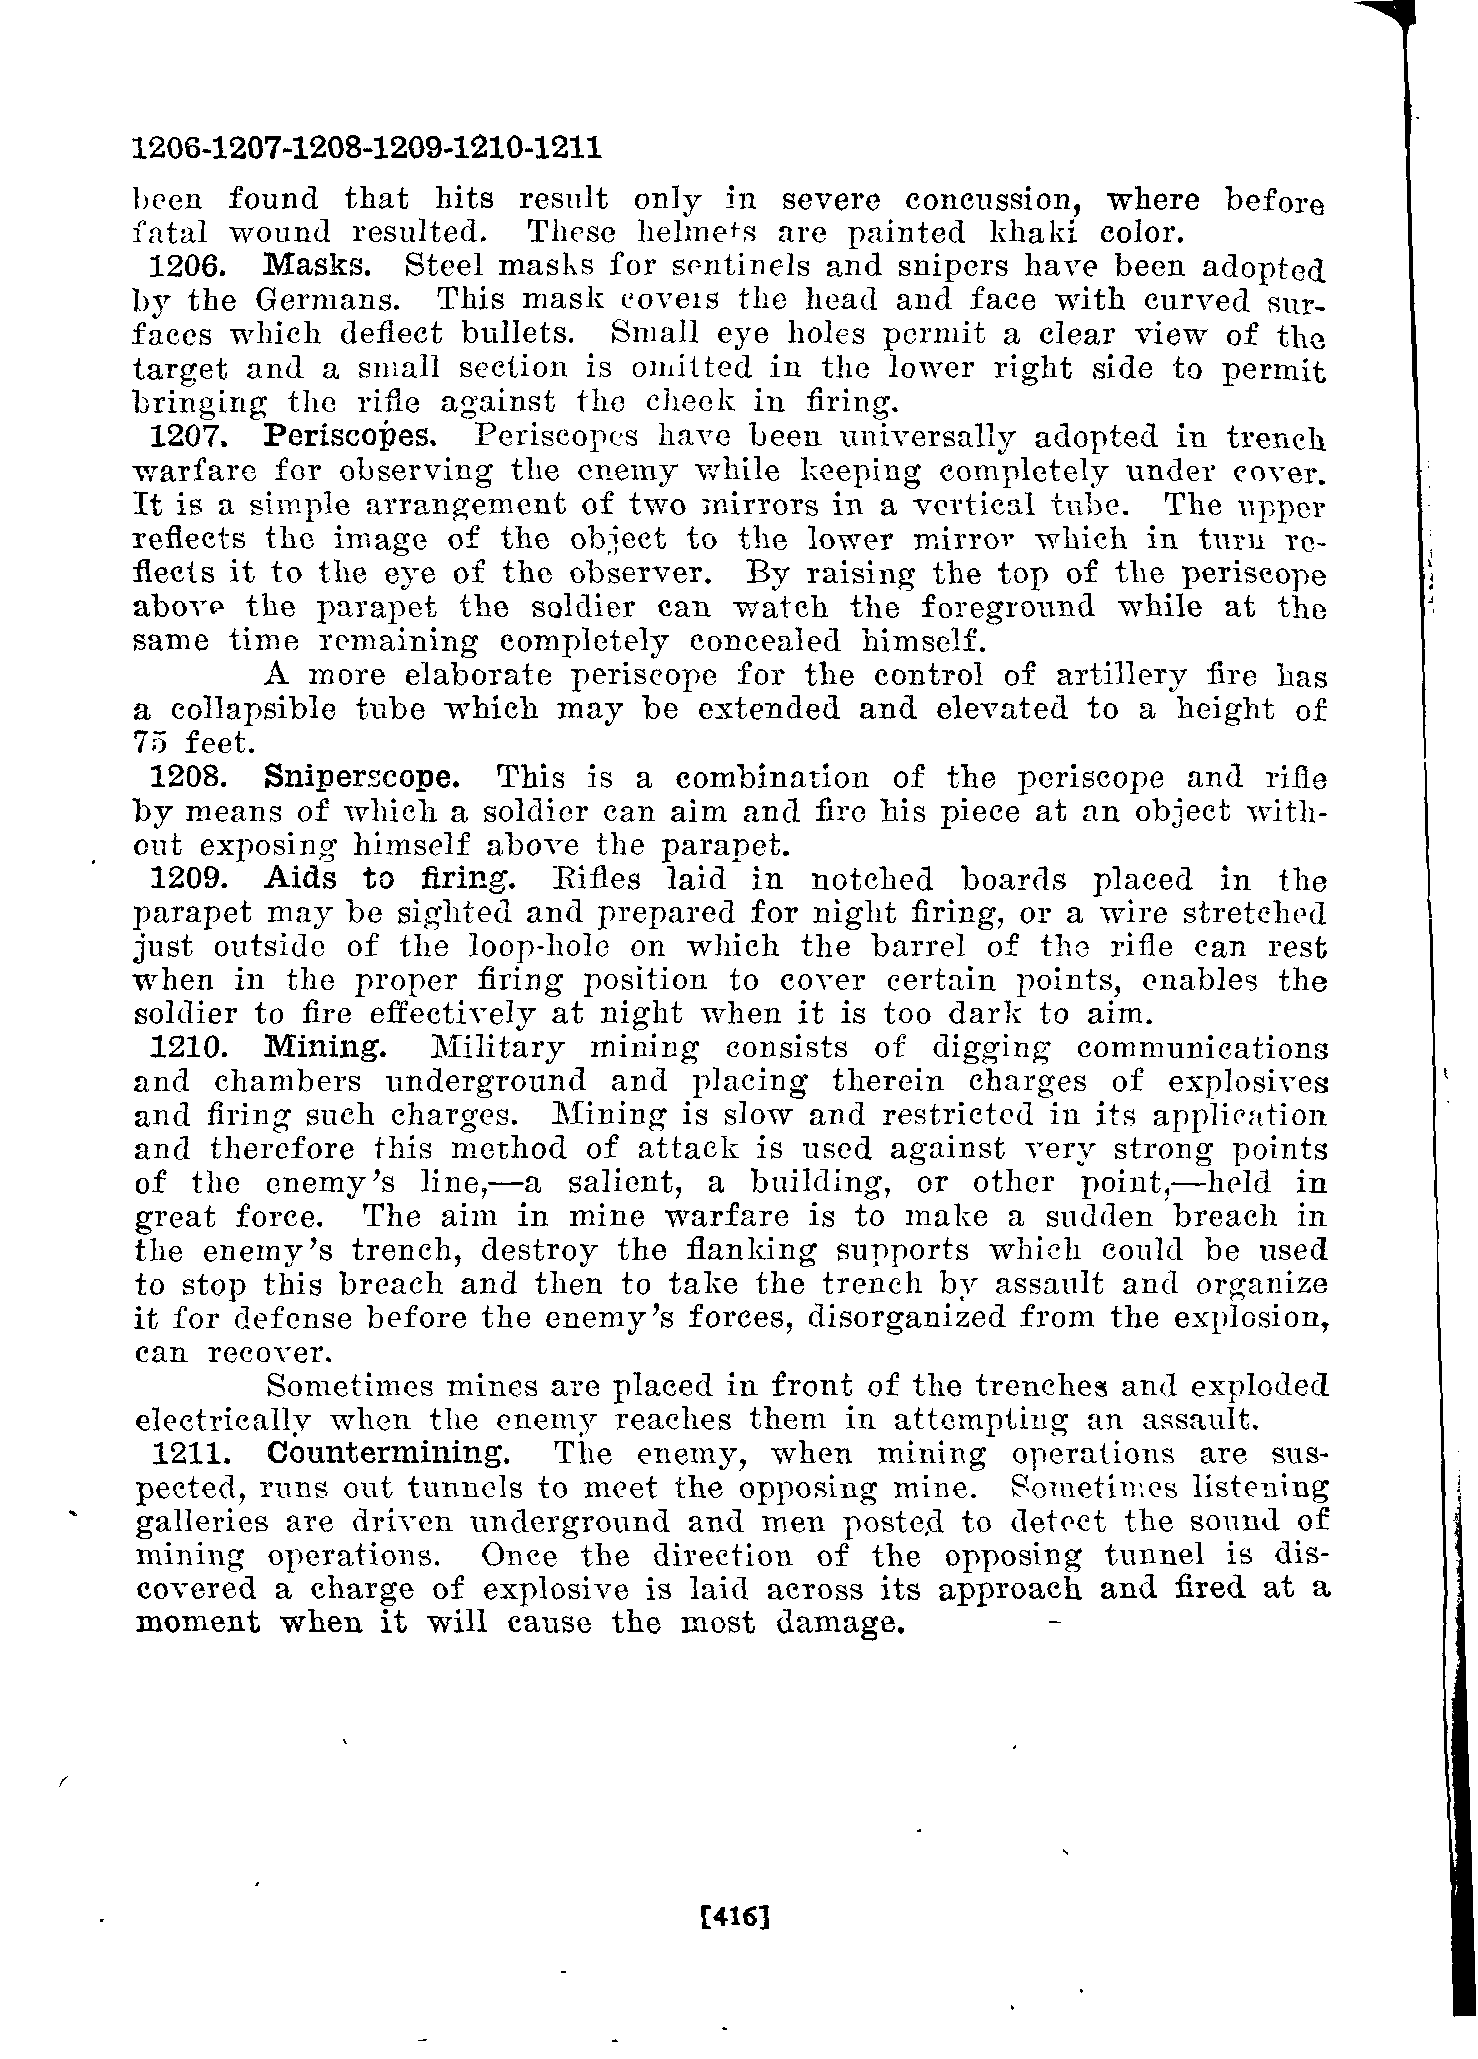 1206-1207-1208-1209-1210-1211
been found that hits result only in severe concussion, where before
fatal wound resulted. These helmets are painted khaki color.
1206. Masks. Steel masks for sentinels and snipers have been adopted
by the Germans. This mask covers the head and face with curved sur-
faces which deflect bullets. Small eye holes permit a clear view of the
target and a small section is omitted in the lower right side to permit
bringing the rifle against the cheek in firing.
1207. Periscopes. Periscopes have been universally adopted in trench
warfare for observing the enemy while keeping completely under cover.
It is a simple arrangement of two mirrors in a vertical tube. The upper
reflects the image of the object to the lower mirror which in turn re-
flects it to the eye of the observer. By raising the top of the periscope
above the parapet the soldier can watch the foreground while at the
same time remaining completely concealed himself.
A more elaborate periscope for the control of artillery fire has
a collapsible tube which may be extended and elevated to a height of
75 feet.
1208. Sniperscope. This is a combination of the periscope and rifle
by means of which a soldier can aim and fire his piece at an object with-
out exposing himself above the parapet.
1209. Aids to firing. Rifles laid in notched boards placed in the
parapet may be sighted and prepared for night firing, or a wire stretched
just outside of the loop-hole on which the barrel of the rifle can rest
when in the proper firing position to cover certain points, enables the
soldier to fire effectively at night when it is too dark to aim.
1210. Mining. Military mining consists of digging communications
and chambers underground and placing therein charges of explosives
and firing such charges. Mining is slow and restricted in its application
and therefore this method of attack is used against very strong points
of the enemy's line,—a salient, a building, or other point,—held in
great force. The aim in mine warfare is to make a sudden breach in
the enemy's trench, destroy the flanking supports which could be used
to stop this breach and then to take the trench by assault and organize
it for defense before the enemy's forces, disorganized from the explosion,
can recover.
Sometimes mines are placed in front of the trenches and exploded
electrically when the enemy reaches them in attempting an assault.
1211. Countermining. The enemy, when mining operations are sus-
pected, runs out tunnels to meet the opposing mine. Sometimes listening
galleries are driven underground and men posted to detect the sound of
mining operations. Once the direction of the opposing tunnel is dis-
covered a charge of explosive is laid across its approach and fired at a
moment when it will cause the most damage.
[416]